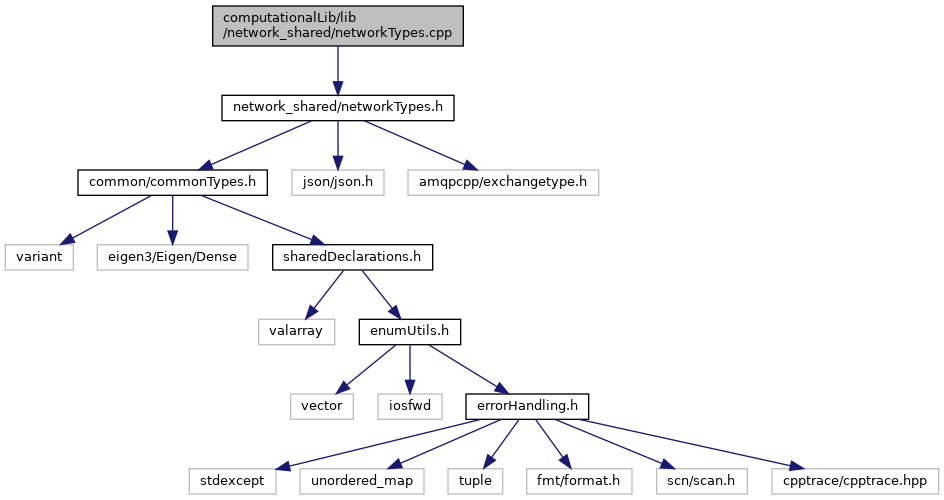 computationalLib/lib
/network_shared/networkTypes.cpp
network_shared/networkTypes.h
common/commonTypes.h
json/json.h
amqpcpp/exchangetype.h
variant
eigen3/Eigen/Dense
sharedDeclarations.h
valarray
enumUtils.h
vector
iosfwd
errorHandling.h
stdexcept
unordered_map
tuple
fmt/format.h
scn/scan.h
cpptrace/cpptrace.hpp